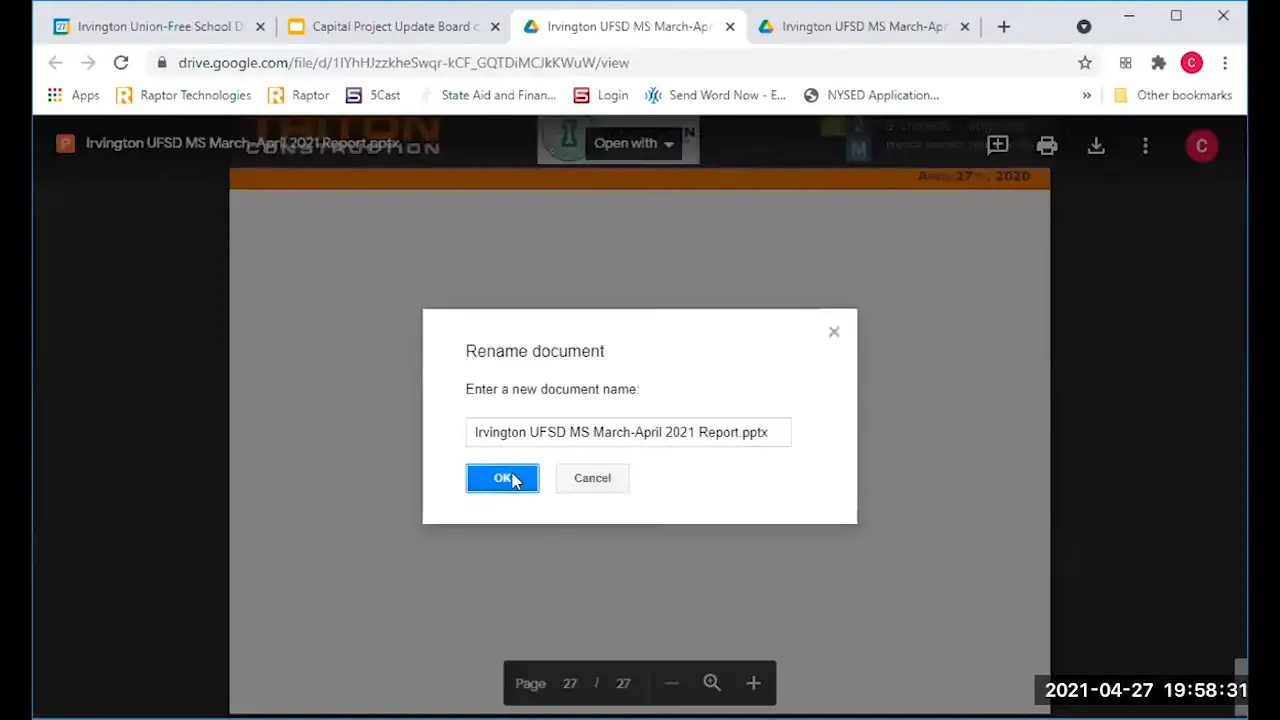 Irvington Union-Free School D
Capital Project Update Board c
Irvington UFSD MS March-Apr
Irvington UFSD MS March-Apr
drive.google.com/file/d/1IYhHJzzkheSwqr-kCF_GQTDiMCJkKWuW/view
C
Apps
Raptor Technologies
Raptor
5Cast
State Aid and Finan...
Login
Send Word Now - E...
NYSED Application...
»
Other bookmarks
P
Irvington UFSD MS March-April 2021 Report.pptx
CONSTRUCTION
Open with
M
C
2020
Rename document
Enter a new document name:
Irvington UFSD MS March-April 2021 Report.pptx
OK
Cancel
Page 27 / 27
2021-04-27 19:58:31